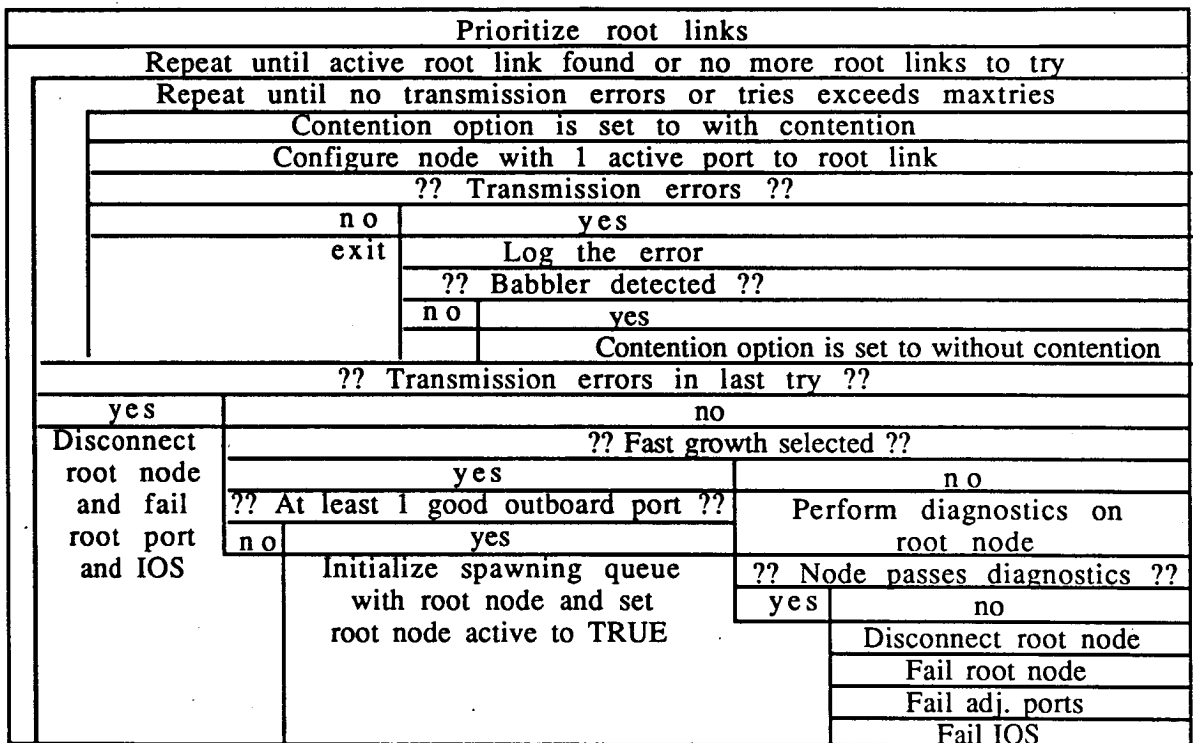 Prioritize root links
Repeat until active root link found or no more root links to try
Repeat until no transmission errors or tries exceeds maxtries
Contention option is set to with contention
Configure node with 1 active port to root link
?? Transmission errors ??
no yes
exit Log the error
?? Babbler detected ??
no yes
Contention option is set to without contention
?? Transmission errors in last try ??
yes no
Disconnect
root node
and fail
root port
and IOS
?? Fast growth selected ??
yes no
?? At least 1 good outboard port ??
no yes
Initialize spawning queue
with root node and set
root node active to TRUE
Perform diagnostics on
root node
?? Node passes diagnostics ??
yes no
Disconnect root node
Fail root node
Fail adj. ports
Fail IOS